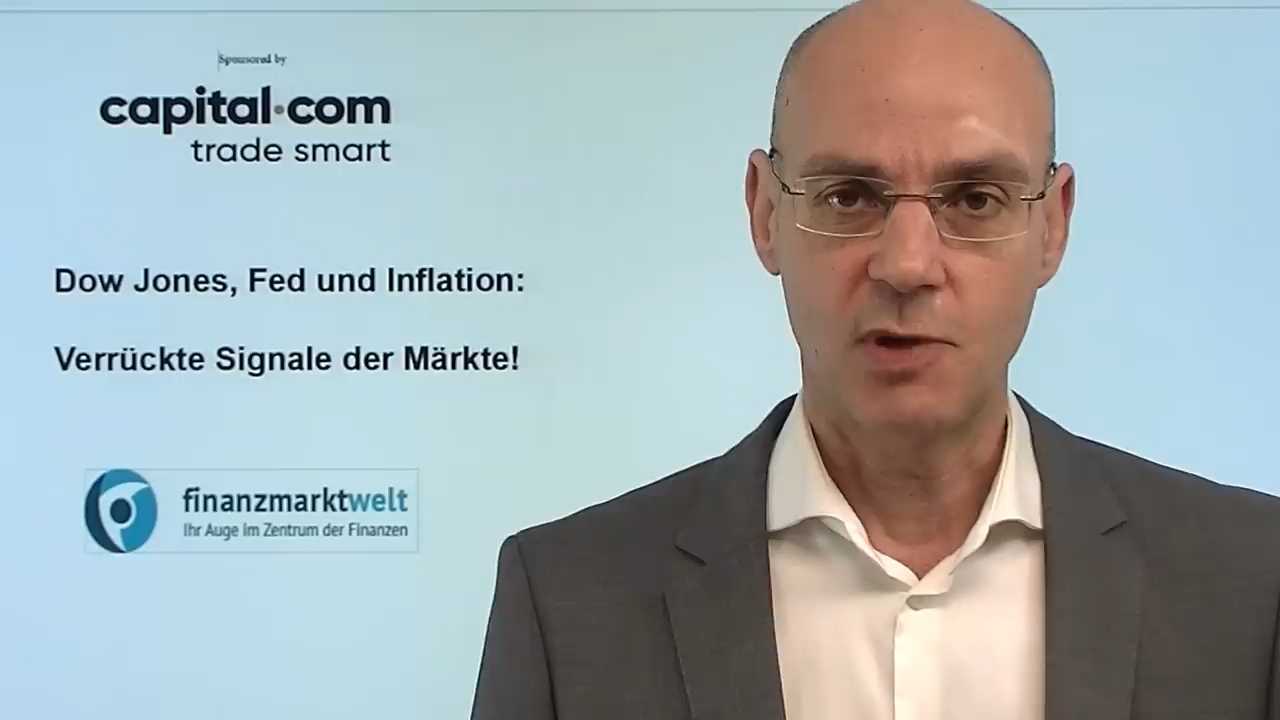 Sponsored by
capital.com
trade smart
Dow Jones, Fed und Inflation:
Verrückte Signale der Märkte!
finanzmarktwelt
Ihr Auge im Zentrum der Finanzen